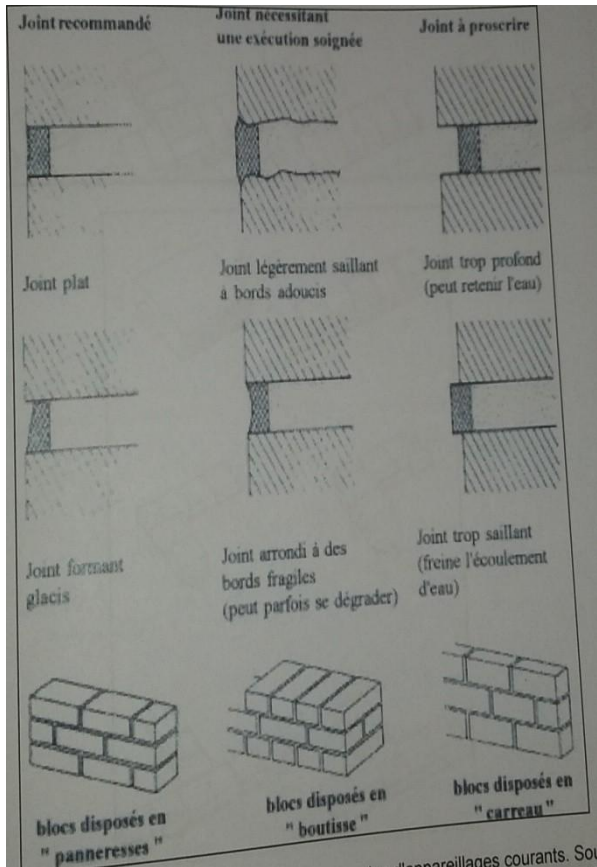 Joint recommandé
Joint nécessitant
une exécution soignée
Joint à proscrire
Joint plat
Joint légèrement saillant
à bords adoucis
Joint trop profond
(peut retenir l'eau)
Joint formant
glacis
Joint arrondi à des
bords fragiles
(peut parfois se dégrader)
Joint trop saillant
(freine l'écoulement
d'eau)
blocs disposés en
" panneresses "
blocs disposés en
" boutisse "
blocs disposés en
" carreau "
d'appareillages courants.